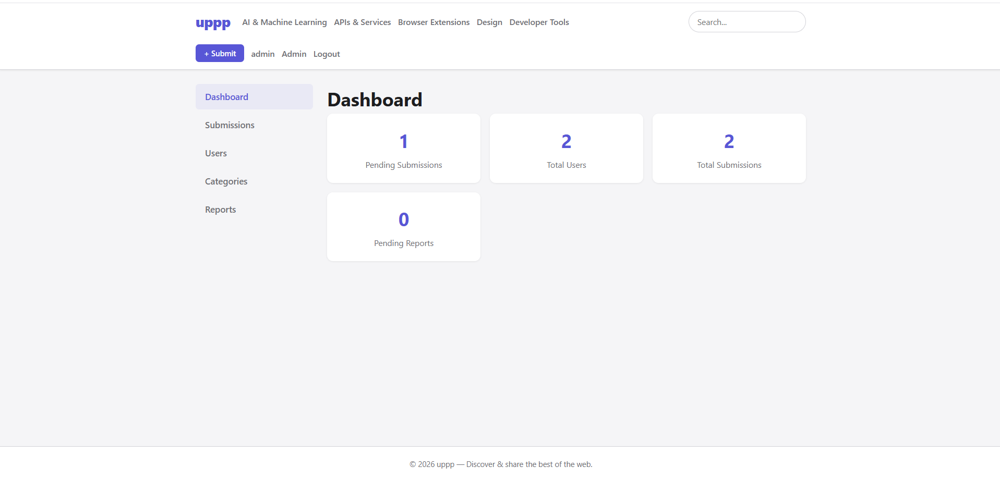 uppp AI & Machine Learning APIs & Services Browser Extensions Design Developer Tools Search...
+ Submit admin Admin Logout
Dashboard
Submissions
Users
Categories
Reports
Dashboard
1
Pending Submissions
2
Total Users
2
Total Submissions
0
Pending Reports
© 2026 uppp — Discover & share the best of the web.